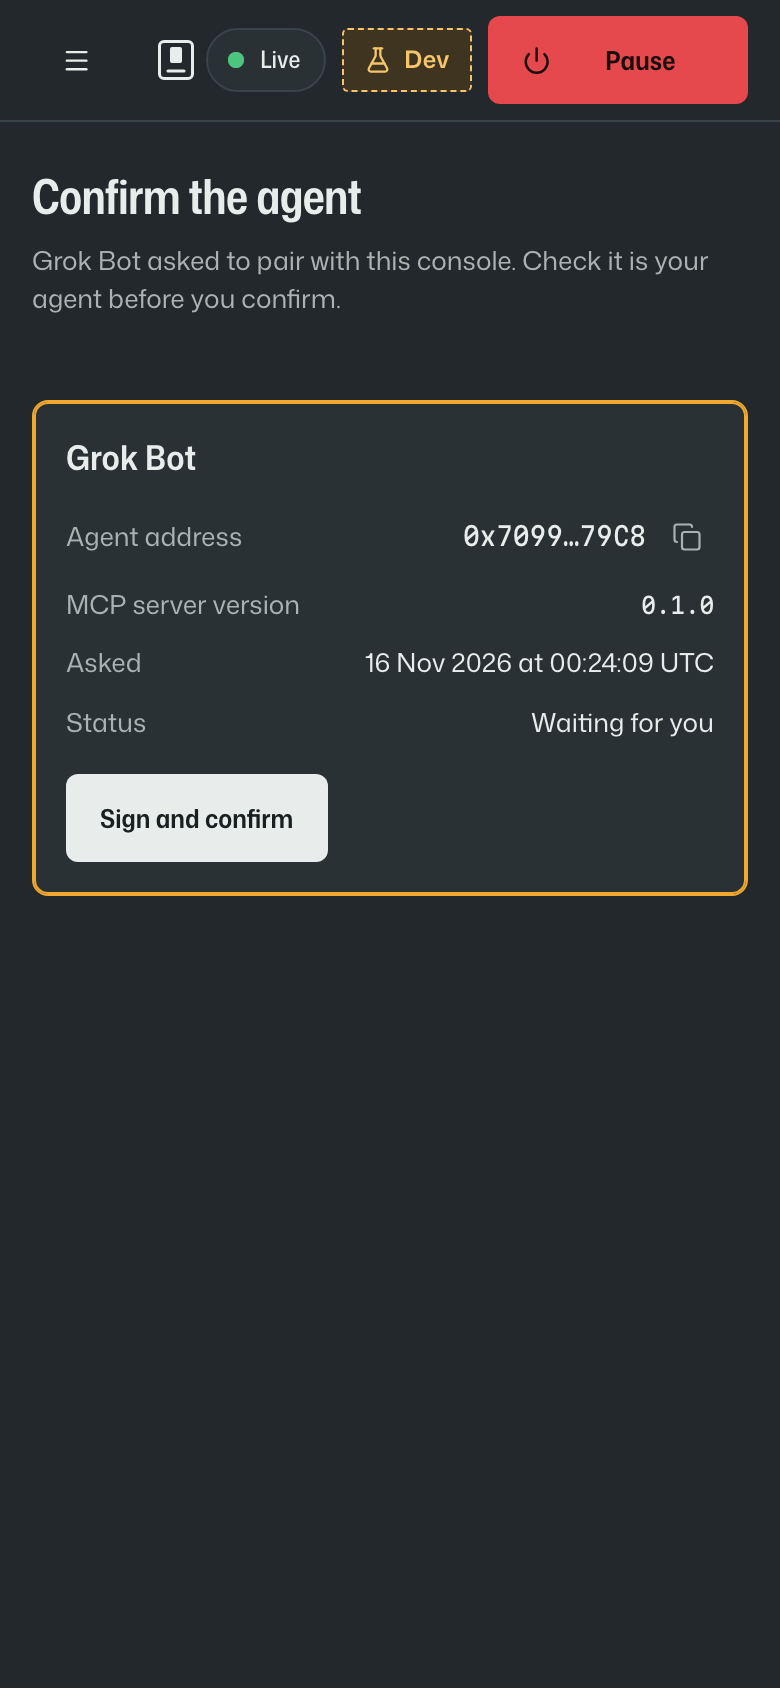 Live
Dev
Pause
Confirm the agent
Grok Bot asked to pair with this console. Check it is your
agent before you confirm.
Grok Bot
Agent address 0x7099…79C8
MCP server version 0.1.0
Asked 16 Nov 2026 at 00:24:09 UTC
Status Waiting for you
Sign and confirm